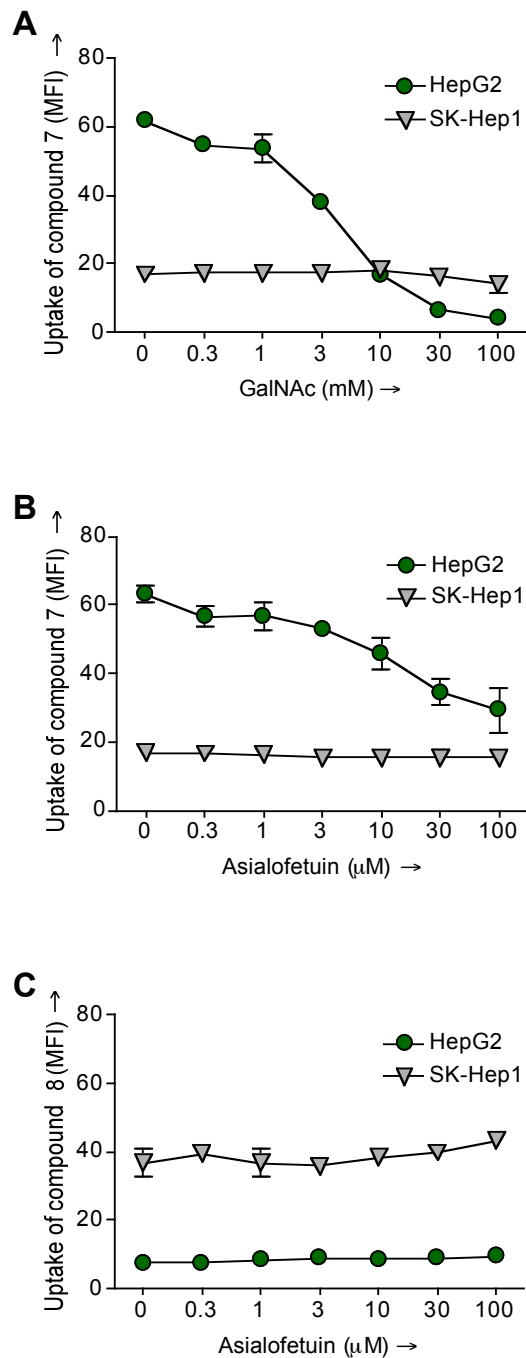 A
Uptake of compound 7 (MFI) →
80
60
40
20
0
HepG2
SK-Hep1
0 0.3 1 3 10 30 100
GalNAc (mM) →
B
Uptake of compound 7 (MFI) →
80
60
40
20
0
HepG2
SK-Hep1
0 0.3 1 3 10 30 100
Asialofetuin (μM) →
C
Uptake of compound 8 (MFI) →
80
60
40
20
0
HepG2
SK-Hep1
0 0.3 1 3 10 30 100
Asialofetuin (μM) →